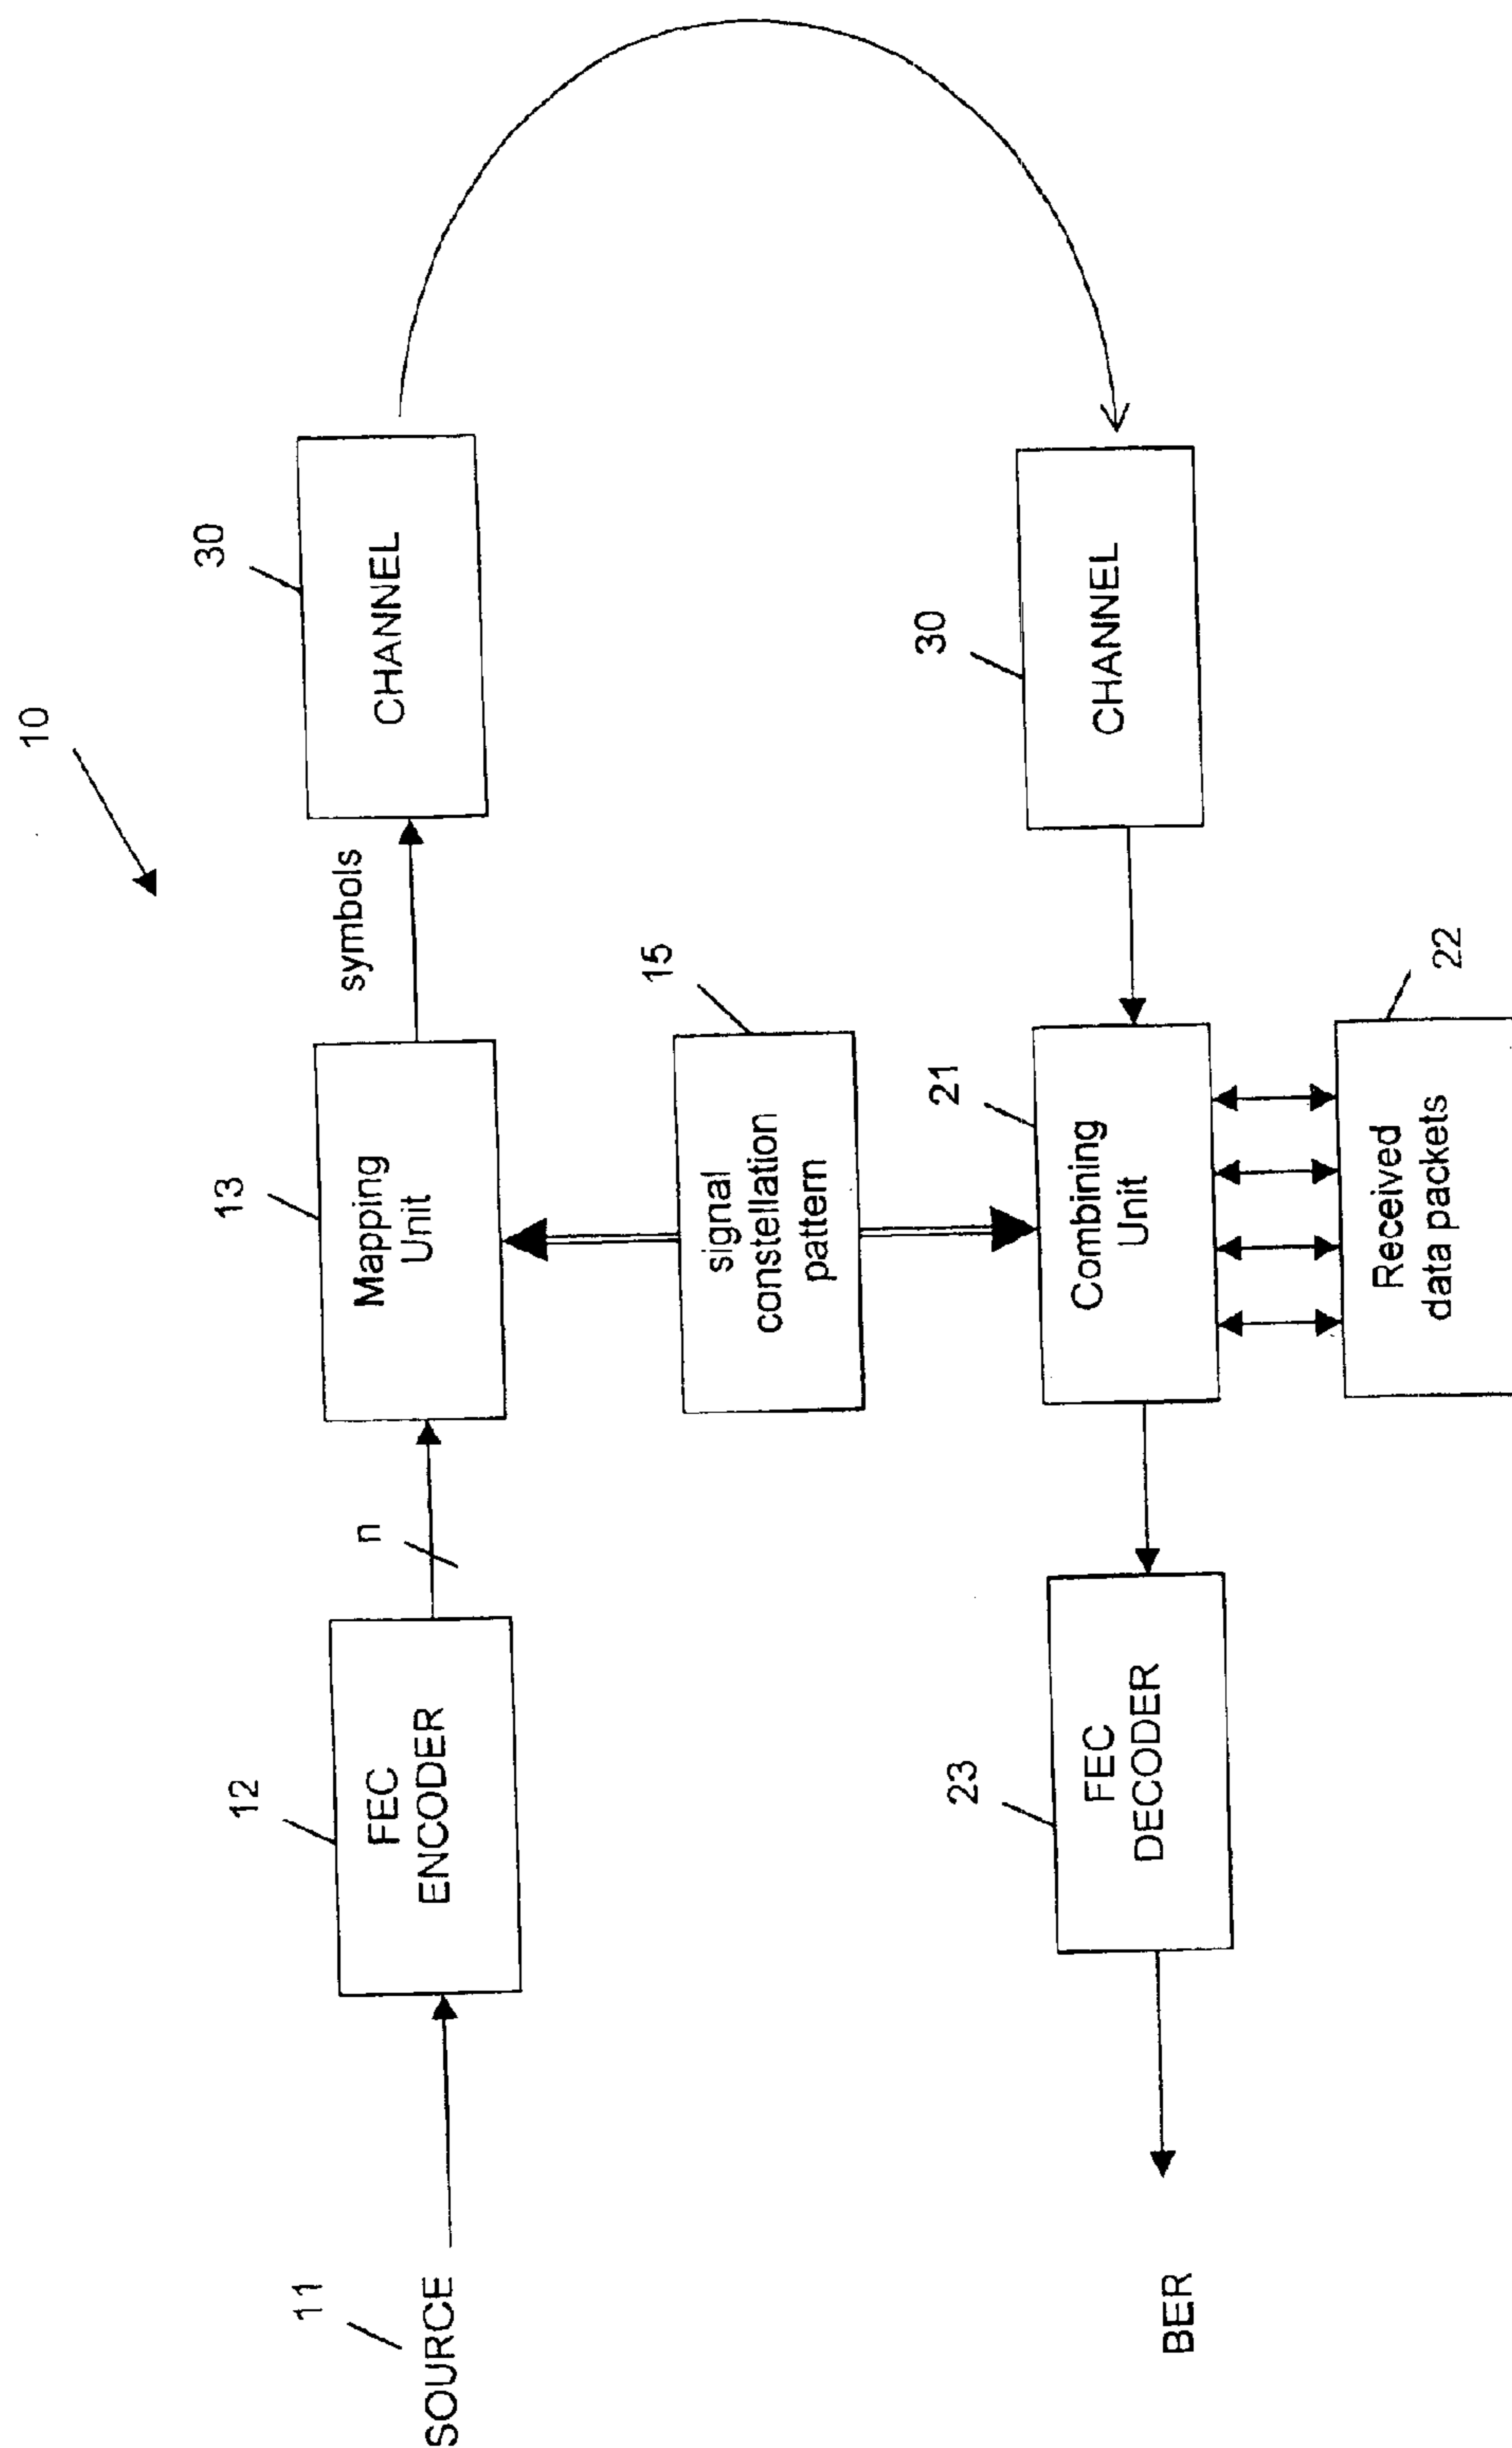 10
11
SOURCE
12
FEC
ENCODER
n
13
Mapping
Unit
symbols
30
CHANNEL
15
signal
constellation
pattern
BER
23
FEC
DECODER
21
Combining
Unit
30
CHANNEL
Received
data packets
22